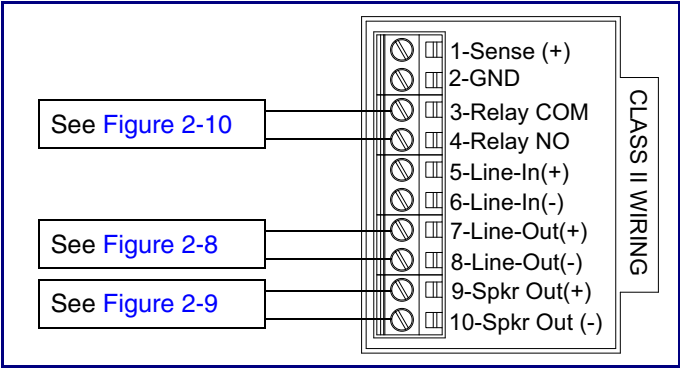 1-Sense (+)
2-GND
3-Relay COM
4-Relay NO
5-Line-In(+)
6-Line-In(-)
7-Line-Out(+)
8-Line-Out(-)
9-Spkr Out(+)
10-Spkr Out (-)
See Figure 2-10
See Figure 2-8
See Figure 2-9
CLASS II WIRING